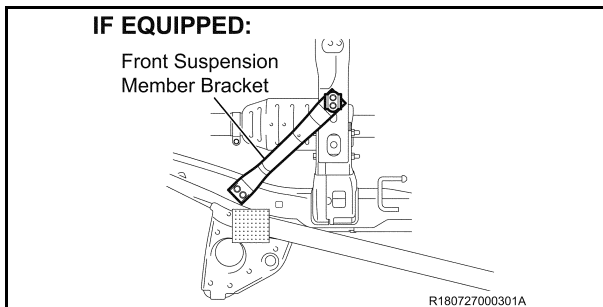 IF EQUIPPED:
Front Suspension
Member Bracket
R180727000301A